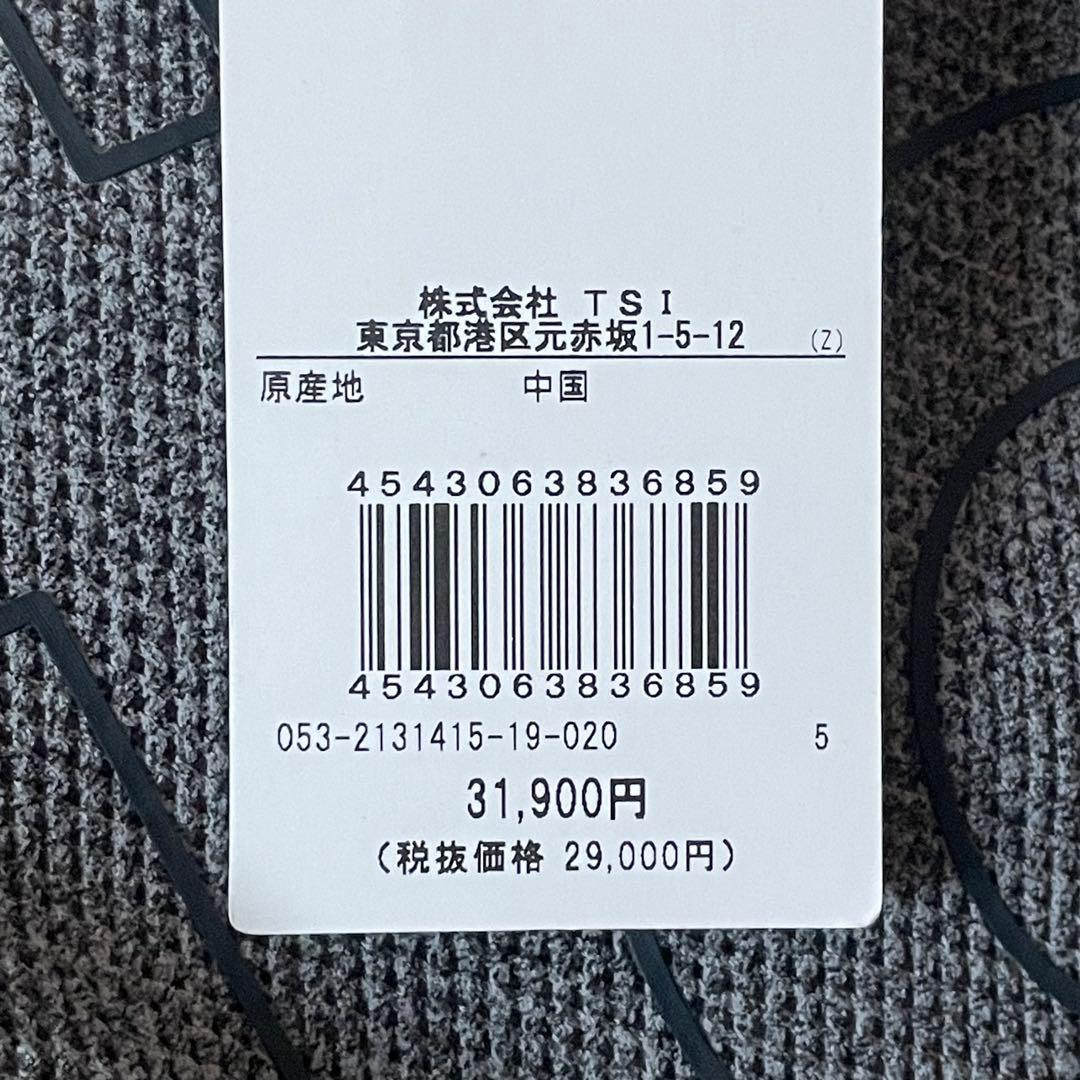 株式会社 TSI
東京都港区元赤坂1-5-12 (Z)
原産地 中国
4543063836859
4543063836859
053-2131415-19-020 5
31,900円
(税抜価格 29,000円)